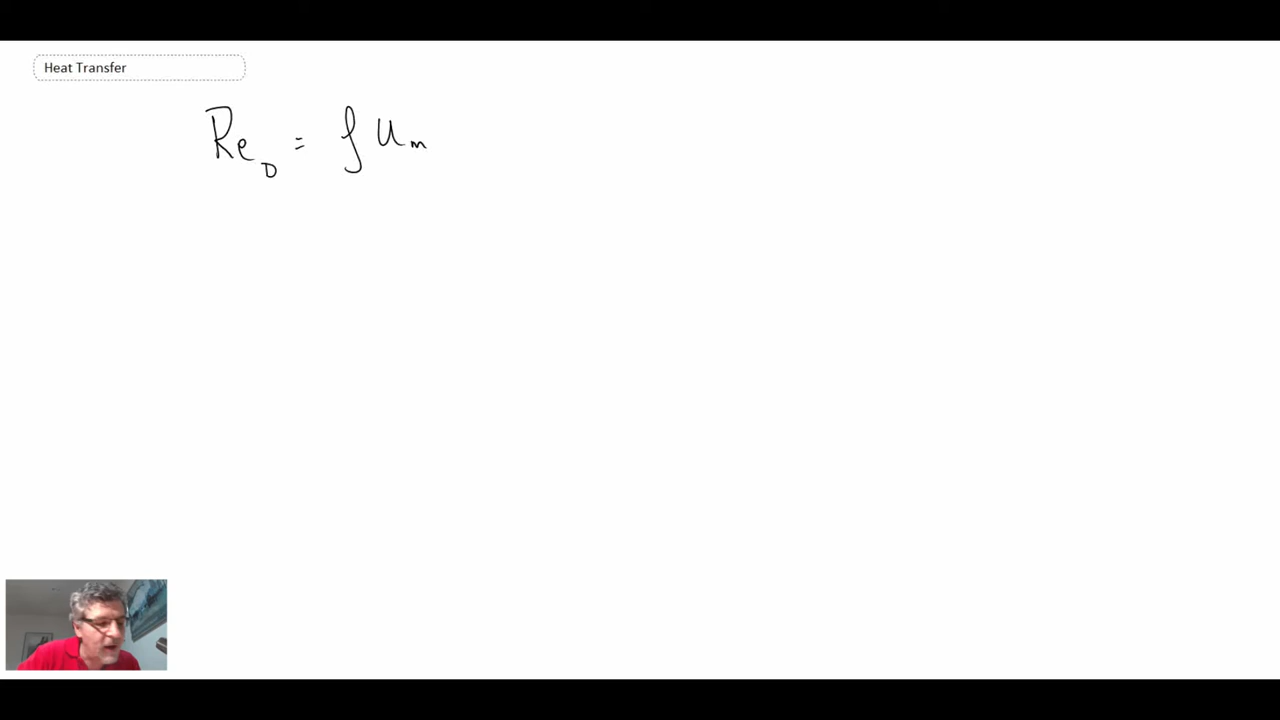 Heat Transfer
Re_D = ρ u_m